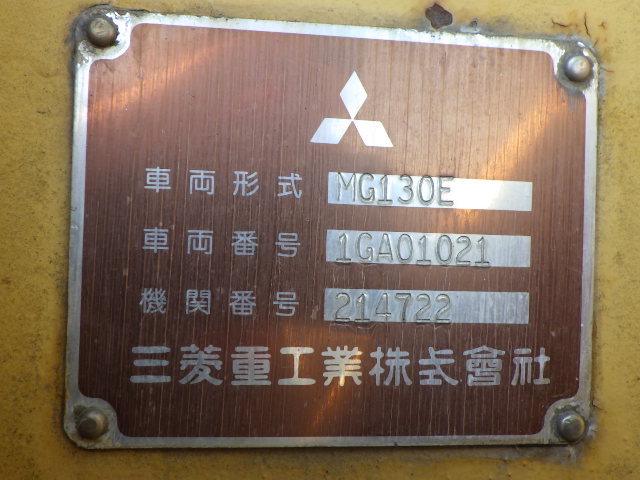 車両形式 MG130E
車両番号 1GA01021
機関番号 214722
三菱重工業株式會社